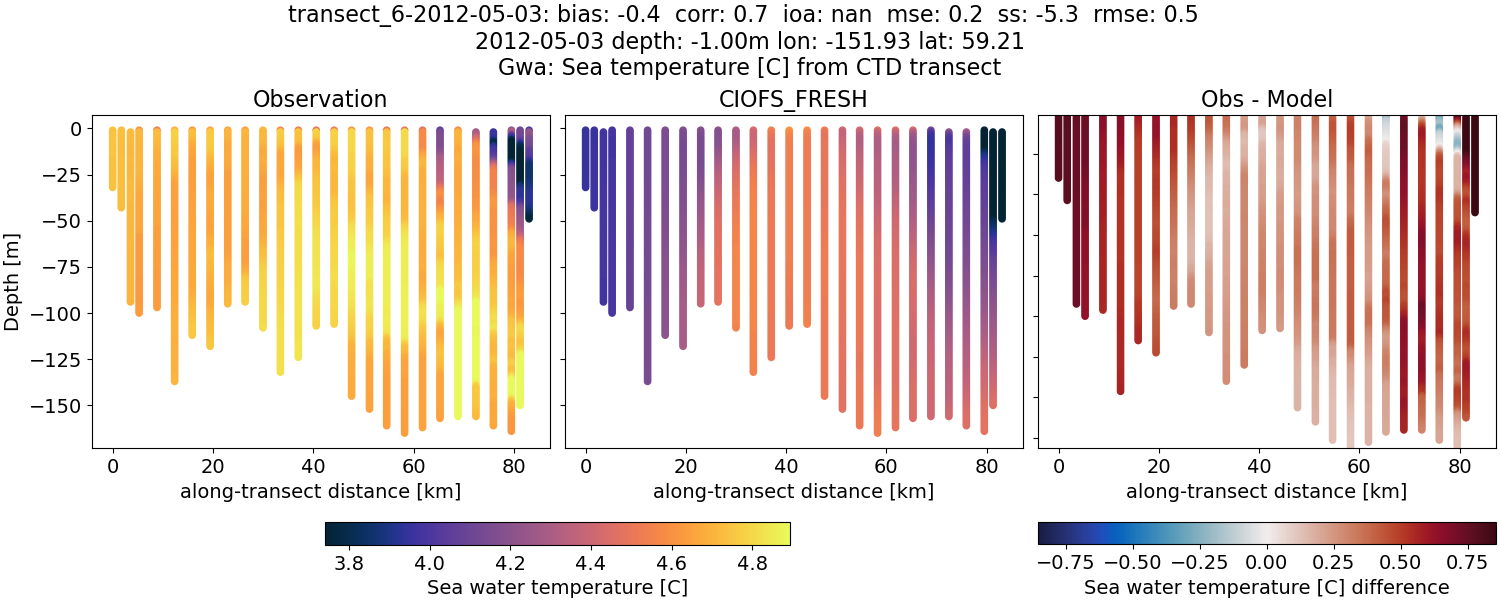 transect_6-2012-05-03: bias: -0.4  corr: 0.7  ioa: nan  mse: 0.2  ss: -5.3  rmse: 0.5
2012-05-03 depth: -1.00m lon: -151.93 lat: 59.21
Gwa: Sea temperature [C] from CTD transect
Observation
CIOFS_FRESH
Obs - Model
Depth [m]
0
−25
−50
−75
−100
−125
−150
0 20 40 60 80
0 20 40 60 80
0 20 40 60 80
along-transect distance [km]
along-transect distance [km]
along-transect distance [km]
3.8 4.0 4.2 4.4 4.6 4.8
Sea water temperature [C]
−0.75 −0.50 −0.25 0.00 0.25 0.50 0.75
Sea water temperature [C] difference